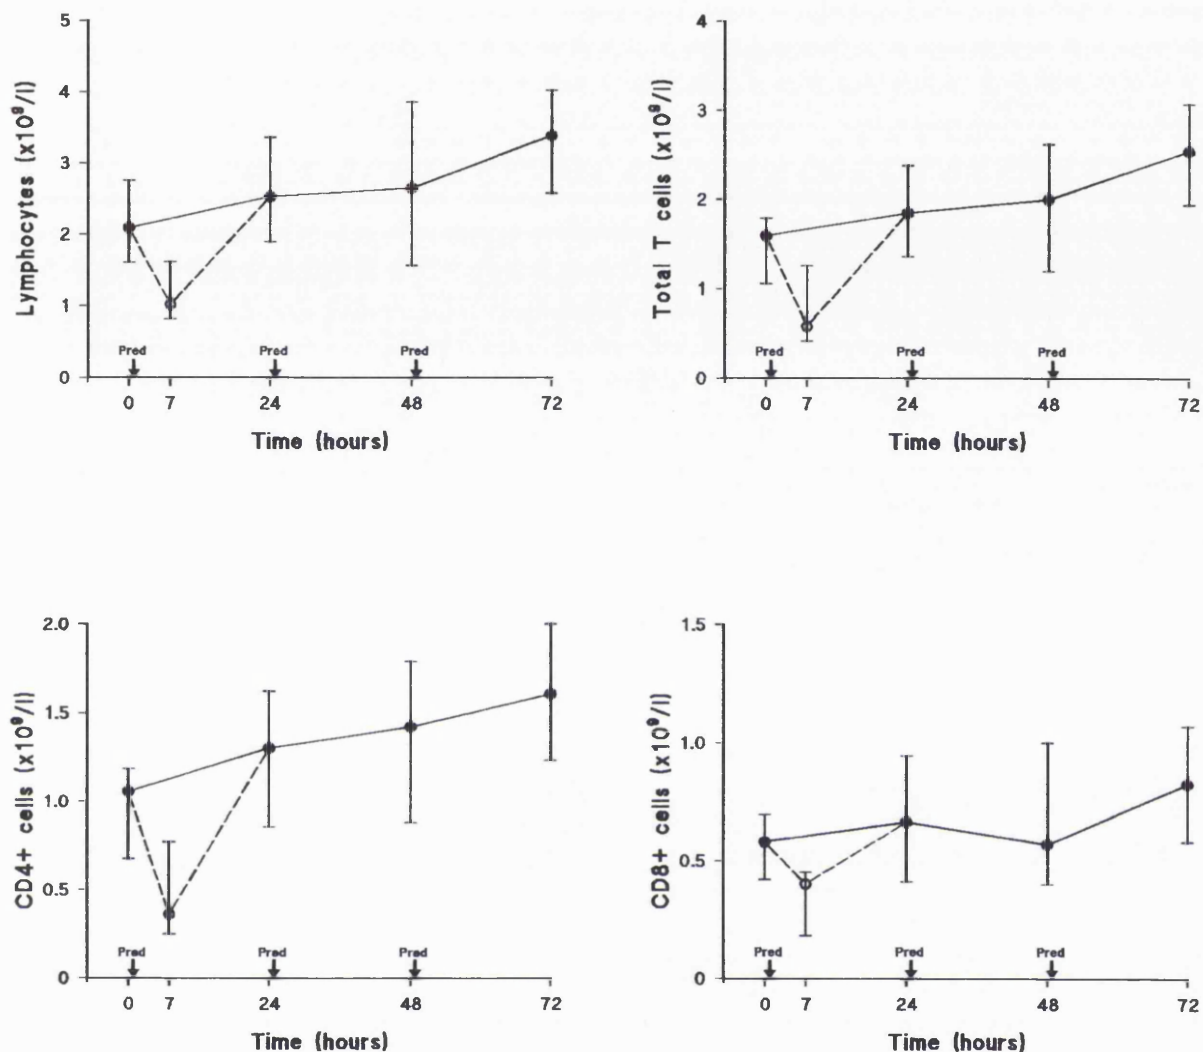 5
4
3
2
1
0
Lymphocytes (x10⁹/l)
Pred Pred Pred
0 7 24 48 72
Time (hours)
4
3
2
1
0
Total T cells (x10⁹/l)
Pred Pred Pred
0 7 24 48 72
Time (hours)
2.0
1.5
1.0
0.5
0
CD4+ cells (x10⁹/l)
Pred Pred Pred
0 7 24 48 72
Time (hours)
1.5
1.0
0.5
0
CD8+ cells (x10⁹/l)
Pred Pred Pred
0 7 24 48 72
Time (hours)